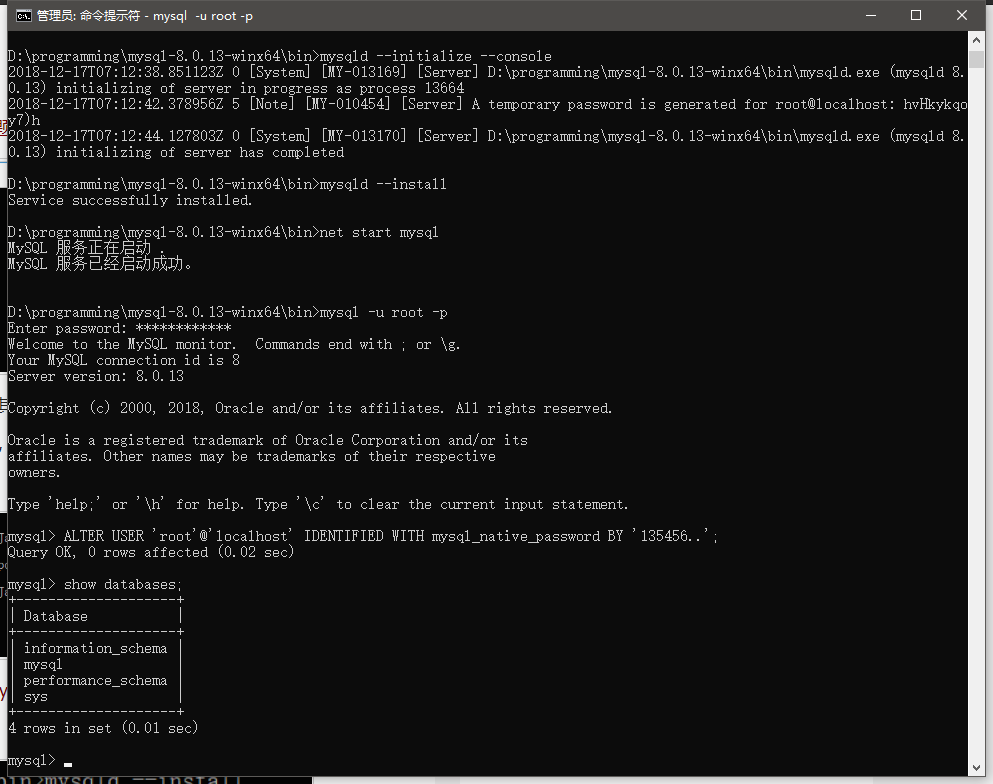 管理员: 命令提示符 - mysql -u root -p
D:\programming\mysql-8.0.13-winx64\bin>mysqld --initialize --console
2018-12-17T07:12:38.851123Z 0 [System] [MY-013169] [Server] D:\programming\mysql-8.0.13-winx64\bin\mysqld.exe (mysqld 8.
0.13) initializing of server in progress as process 13664
2018-12-17T07:12:42.378956Z 5 [Note] [MY-010454] [Server] A temporary password is generated for root@localhost: hvHkykqo
y7)h
2018-12-17T07:12:44.127803Z 0 [System] [MY-013170] [Server] D:\programming\mysql-8.0.13-winx64\bin\mysqld.exe (mysqld 8.
0.13) initializing of server has completed
D:\programming\mysql-8.0.13-winx64\bin>mysqld --install
Service successfully installed.
D:\programming\mysql-8.0.13-winx64\bin>net start mysql
MySQL 服务正在启动 .
MySQL 服务已经启动成功。
D:\programming\mysql-8.0.13-winx64\bin>mysql -u root -p
Enter password: ************
Welcome to the MySQL monitor.  Commands end with ; or \g.
Your MySQL connection id is 8
Server version: 8.0.13
Copyright (c) 2000, 2018, Oracle and/or its affiliates. All rights reserved.
Oracle is a registered trademark of Oracle Corporation and/or its
affiliates. Other names may be trademarks of their respective
owners.
Type 'help;' or '\h' for help. Type '\c' to clear the current input statement.
mysql> ALTER USER 'root'@'localhost' IDENTIFIED WITH mysql_native_password BY '135456..';
Query OK, 0 rows affected (0.02 sec)
mysql> show databases;
+--------------------+
| Database           |
+--------------------+
| information_schema |
| mysql              |
| performance_schema |
| sys                |
+--------------------+
4 rows in set (0.01 sec)
mysql>
bin>mysqld --install